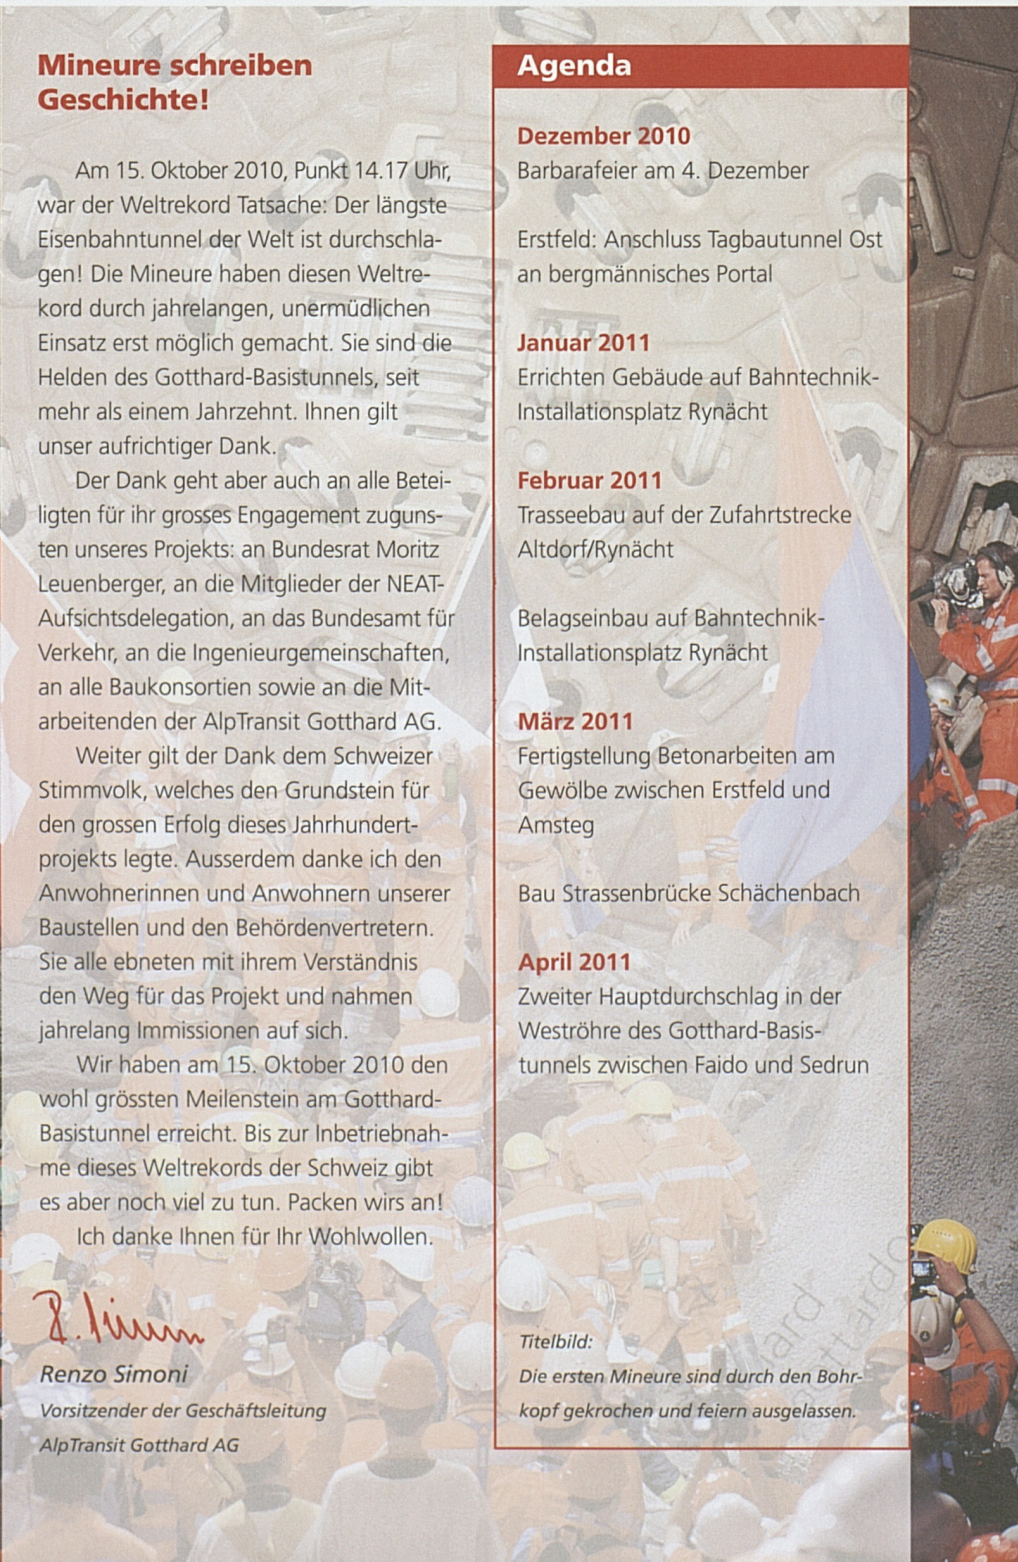 Mineure schreiben
Geschichte!
Am 15. Oktober 2010, Punkt 14.17 Uhr,
war der Weltrekord Tatsache: Der längste
Eisenbahntunnel der Welt ist durchschla-
gen! Die Mineure haben diesen Weltre-
kord durch jahrelangen, unermüdlichen
Einsatz erst möglich gemacht. Sie sind die
Helden des Gotthard-Basistunnels, seit
mehr als einem Jahrzehnt. Ihnen gilt
unser aufrichtiger Dank.
Der Dank geht aber auch an alle Betei-
ligten für ihr grosses Engagement zuguns-
ten unseres Projekts: an Bundesrat Moritz
Leuenberger, an die Mitglieder der NEAT-
Aufsichtsdelegation, an das Bundesamt für
Verkehr, an die Ingenieurgemeinschaften,
an alle Baukonsortien sowie an die Mit-
arbeitenden der AlpTransit Gotthard AG.
Weiter gilt der Dank dem Schweizer
Stimmvolk, welches den Grundstein für
den grossen Erfolg dieses Jahrhundert-
projekts legte. Ausserdem danke ich den
Anwohnerinnen und Anwohnern unserer
Baustellen und den Behördenvertretern.
Sie alle ebneten mit ihrem Verständnis
den Weg für das Projekt und nahmen
jahrelang Immissionen auf sich.
Wir haben am 15. Oktober 2010 den
wohl grössten Meilenstein am Gotthard-
Basistunnel erreicht. Bis zur Inbetriebnah-
me dieses Weltrekords der Schweiz gibt
es aber noch viel zu tun. Packen wirs an!
Ich danke Ihnen für Ihr Wohlwollen.
R. Simoni
Renzo Simoni
Vorsitzender der Geschäftsleitung
AlpTransit Gotthard AG
Agenda
Dezember 2010
Barbarafeier am 4. Dezember
Erstfeld: Anschluss Tagbautunnel Ost
an bergmännisches Portal
Januar 2011
Errichten Gebäude auf Bahntechnik-
Installationsplatz Rynächt
Februar 2011
Trasseebau auf der Zufahrtstrecke
Altdorf/Rynächt
Belagseinbau auf Bahntechnik-
Installationsplatz Rynächt
März 2011
Fertigstellung Betonarbeiten am
Gewölbe zwischen Erstfeld und
Amsteg
Bau Strassenbrücke Schächenbach
April 2011
Zweiter Hauptdurchschlag in der
Weströhre des Gotthard-Basis-
tunnels zwischen Faido und Sedrun
Titelbild:
Die ersten Mineure sind durch den Bohr-
kopf gekrochen und feiern ausgelassen.